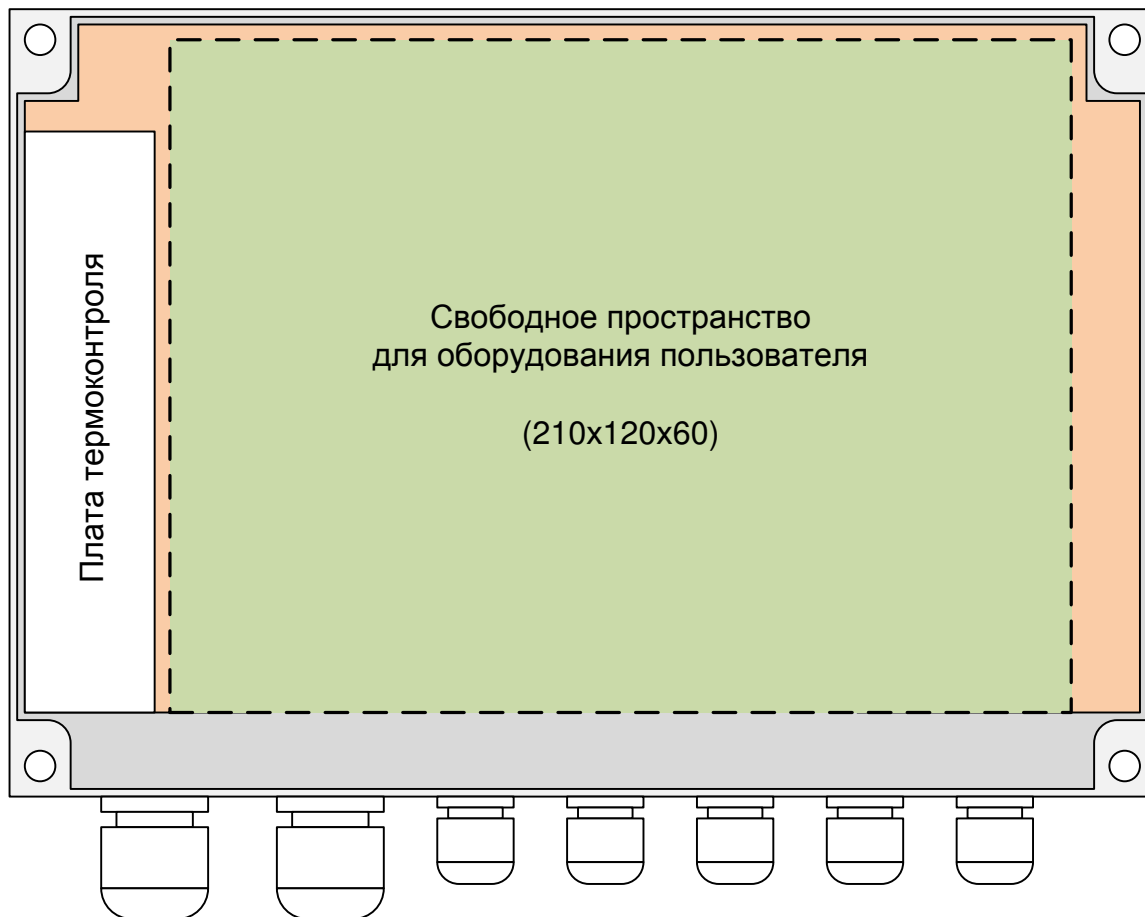 Плата термоконтроля
Свободное пространство
для оборудования пользователя
(210x120x60)